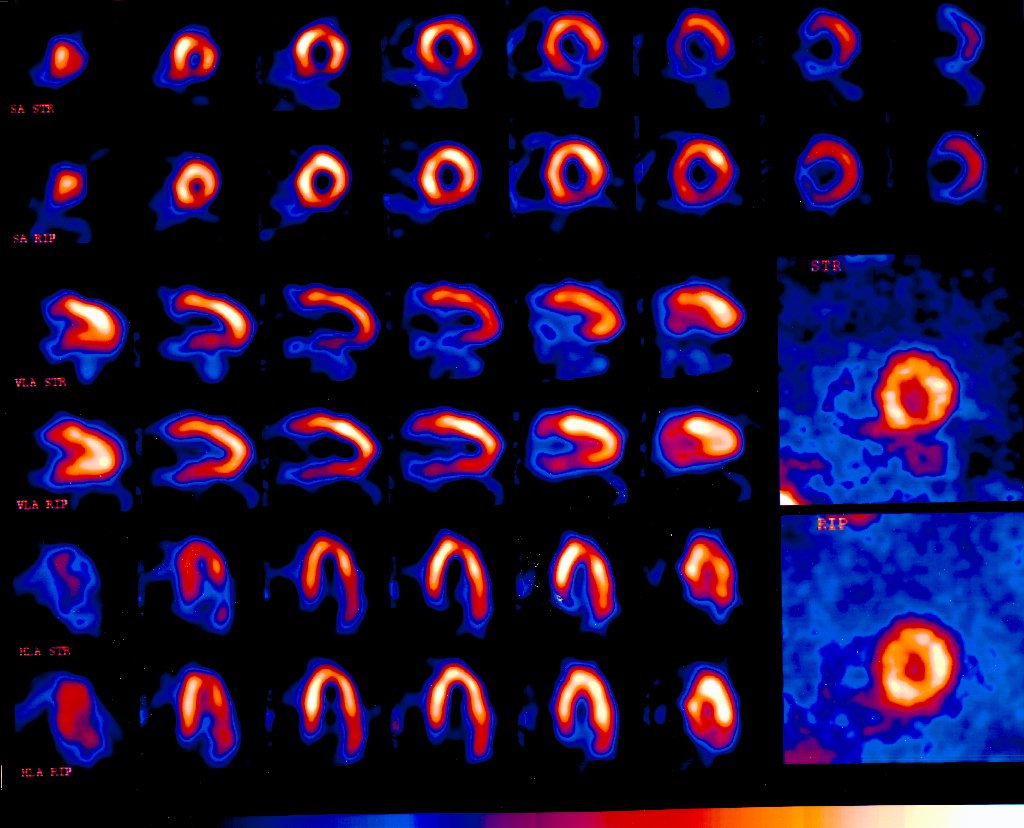 SA STR
SA RIP
STR
VLA STR
VLA RIP
RIP
HLA STR
HLA RIP